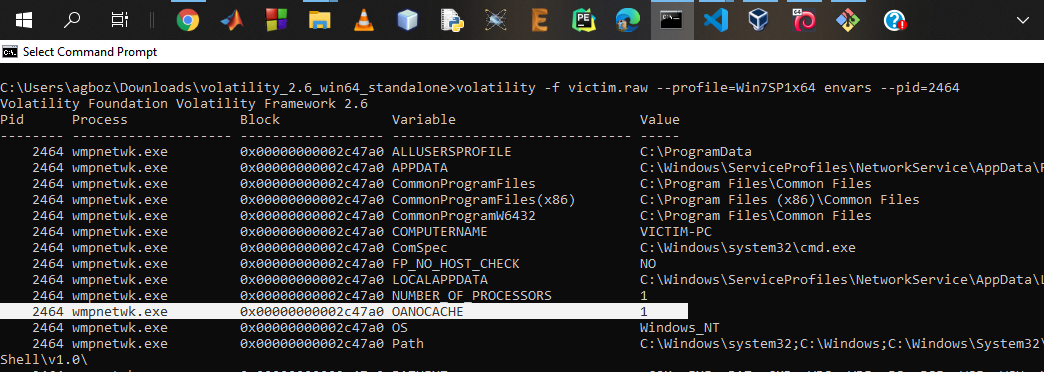 Select Command Prompt
C:\Users\agboz\Downloads\volatility_2.6_win64_standalone>volatility -f victim.raw --profile=Win7SP1x64 envars --pid=2464
Volatility Foundation Volatility Framework 2.6
Pid Process Block Variable Value
-------- -------------------- ------------------ ------------------------------ -----
2464 wmpnetwk.exe 0x00000000002c47a0 ALLUSERSPROFILE C:\ProgramData
2464 wmpnetwk.exe 0x00000000002c47a0 APPDATA C:\Windows\ServiceProfiles\NetworkService\AppData\
2464 wmpnetwk.exe 0x00000000002c47a0 CommonProgramFiles C:\Program Files\Common Files
2464 wmpnetwk.exe 0x00000000002c47a0 CommonProgramFiles(x86) C:\Program Files (x86)\Common Files
2464 wmpnetwk.exe 0x00000000002c47a0 CommonProgramW6432 C:\Program Files\Common Files
2464 wmpnetwk.exe 0x00000000002c47a0 COMPUTERNAME VICTIM-PC
2464 wmpnetwk.exe 0x00000000002c47a0 ComSpec C:\Windows\system32\cmd.exe
2464 wmpnetwk.exe 0x00000000002c47a0 FP_NO_HOST_CHECK NO
2464 wmpnetwk.exe 0x00000000002c47a0 LOCALAPPDATA C:\Windows\ServiceProfiles\NetworkService\AppData\L
2464 wmpnetwk.exe 0x00000000002c47a0 NUMBER_OF_PROCESSORS 1
2464 wmpnetwk.exe 0x00000000002c47a0 OANOCACHE 1
2464 wmpnetwk.exe 0x00000000002c47a0 OS Windows_NT
2464 wmpnetwk.exe 0x00000000002c47a0 Path C:\Windows\system32;C:\Windows;C:\Windows\System32\
Shell\v1.0\